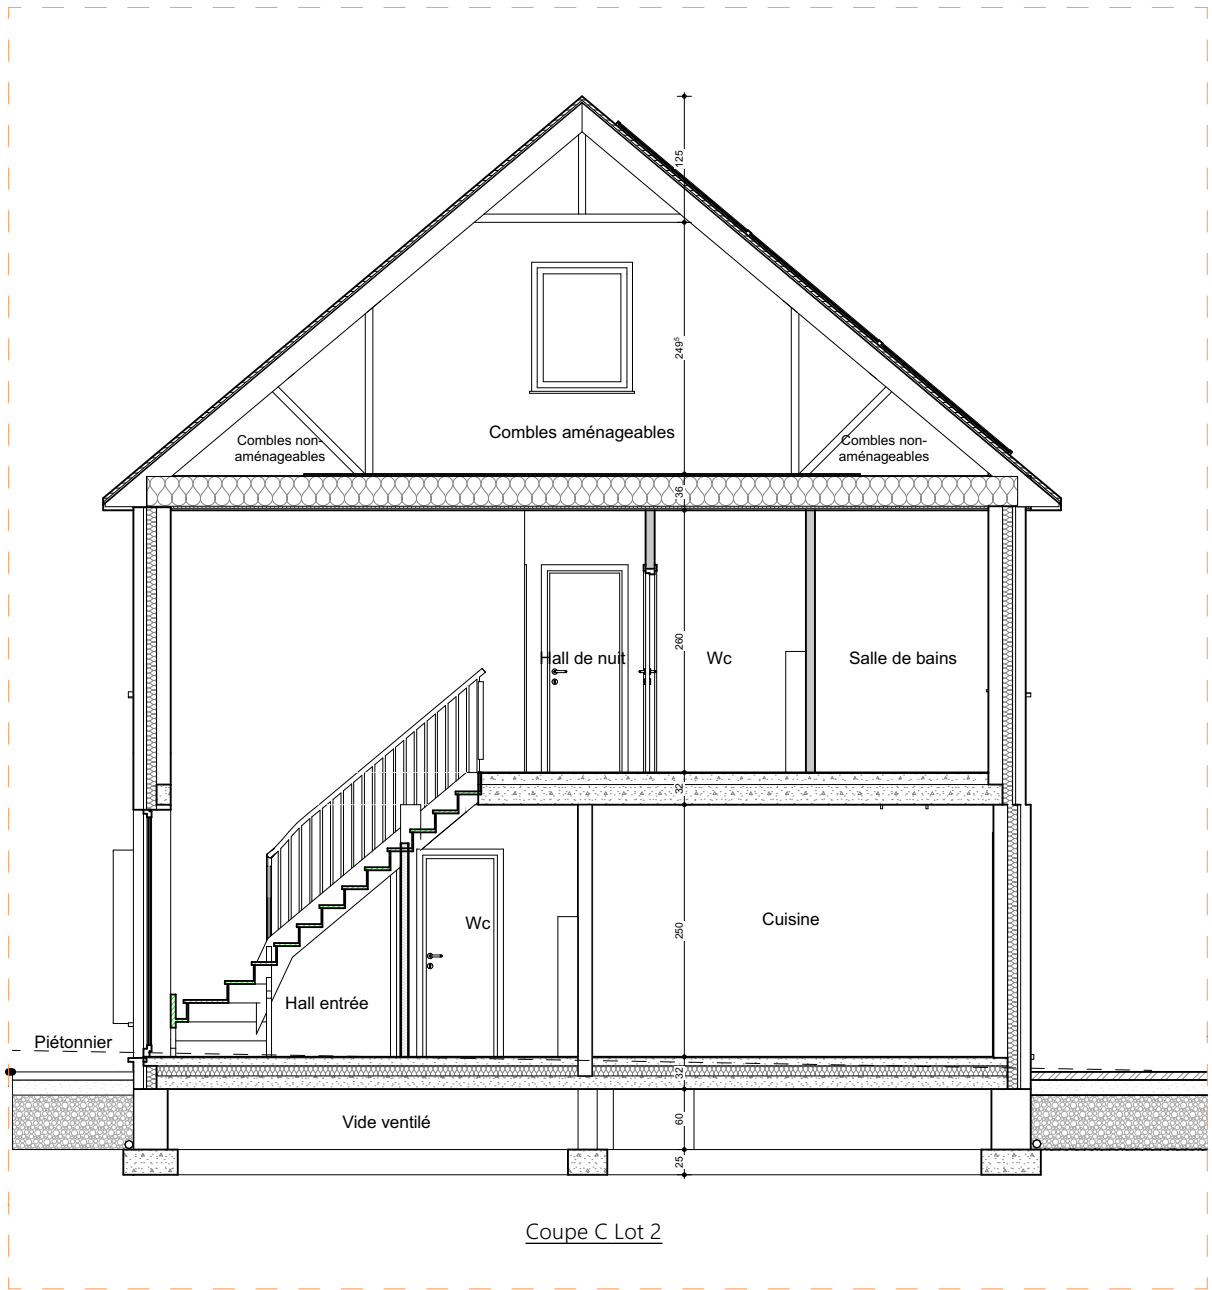 125
249⁵
Combles aménageables
Combles non-
aménageables
Combles non-
aménageables
36
260
Hall de nuit
Wc
Salle de bains
32
250
Wc
Cuisine
Hall entrée
Piétonnier
32
Vide ventilé
60
25
Coupe C Lot 2